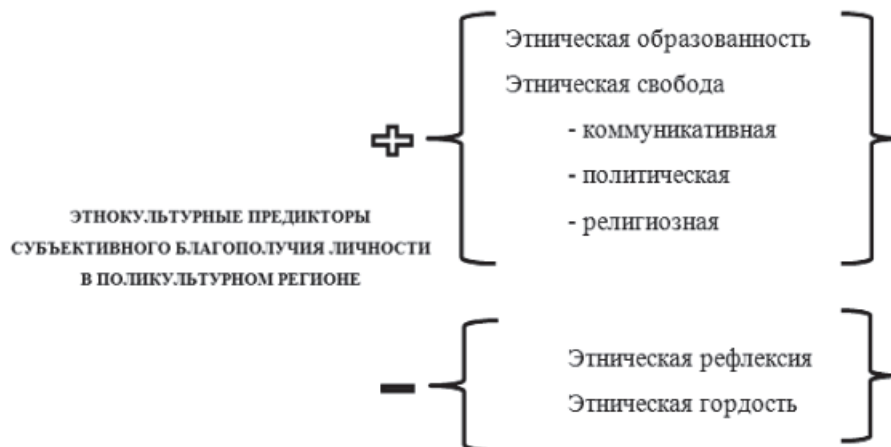 Этническая образованность
Этническая свобода
- коммуникативная
- политическая
- религиозная
ЭТНОКУЛЬТУРНЫЕ ПРЕДИКТОРЫ
СУБЪЕКТИВНОГО БЛАГОПОЛУЧИЯ ЛИЧНОСТИ
В ПОЛИКУЛЬТУРНОМ РЕГИОНЕ
Этническая рефлексия
Этническая гордость